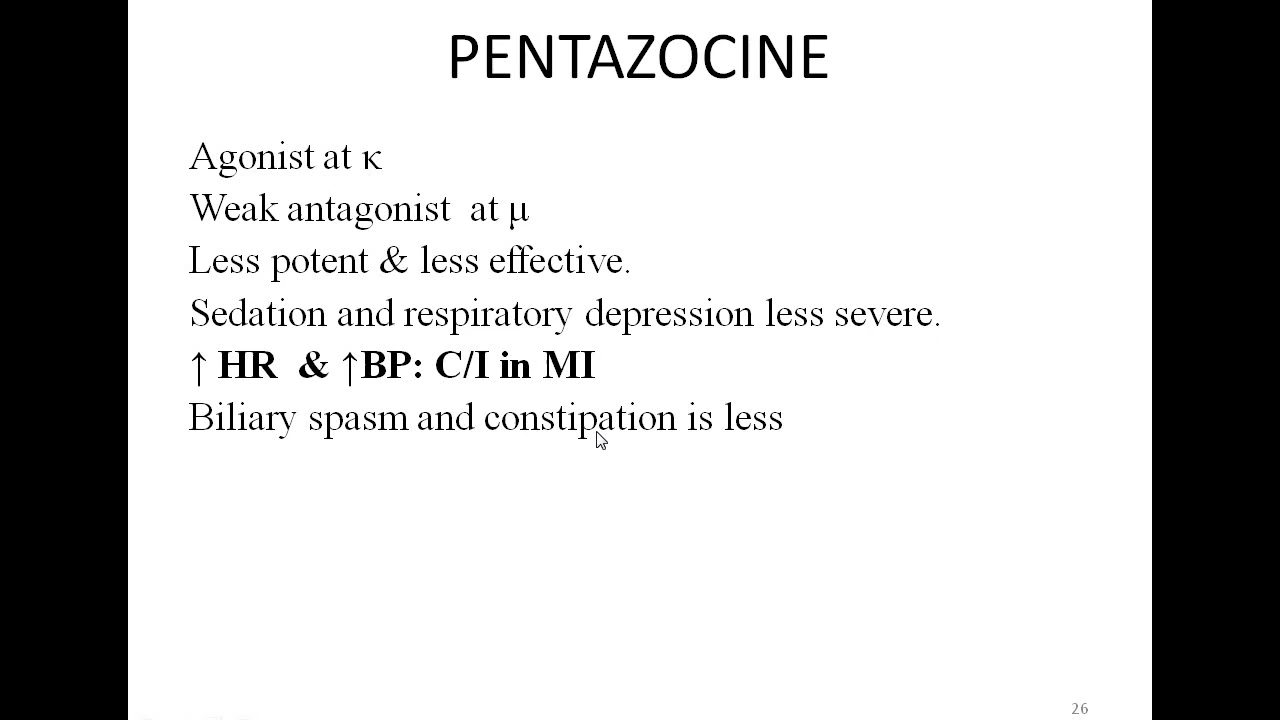 PENTAZOCINE
Agonist at κ
Weak antagonist at μ
Less potent & less effective.
Sedation and respiratory depression less severe.
↑ HR & ↑BP: C/I in MI
Biliary spasm and constipation is less
26